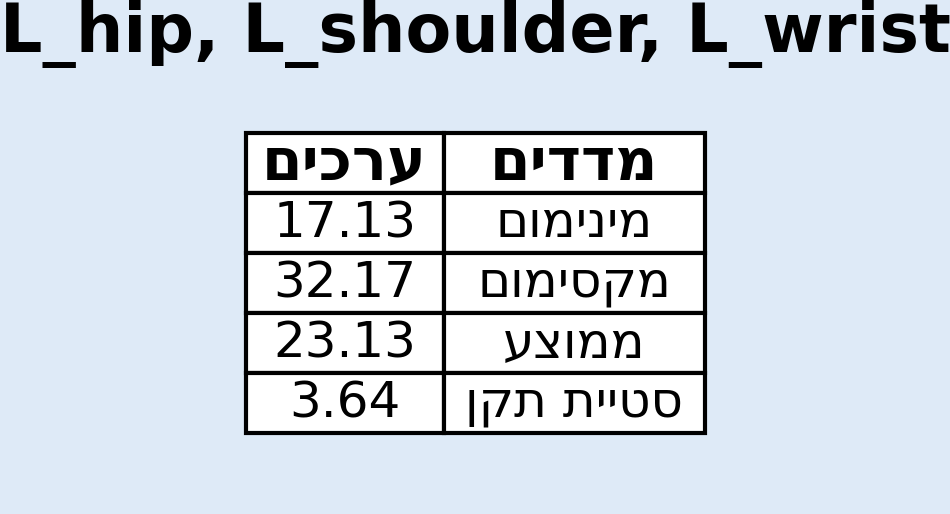 L_hip, L_shoulder, L_wrist
מדדים ערכים
מינימום 17.13
מקסימום 32.17
ממוצע 23.13
סטיית תקן 3.64